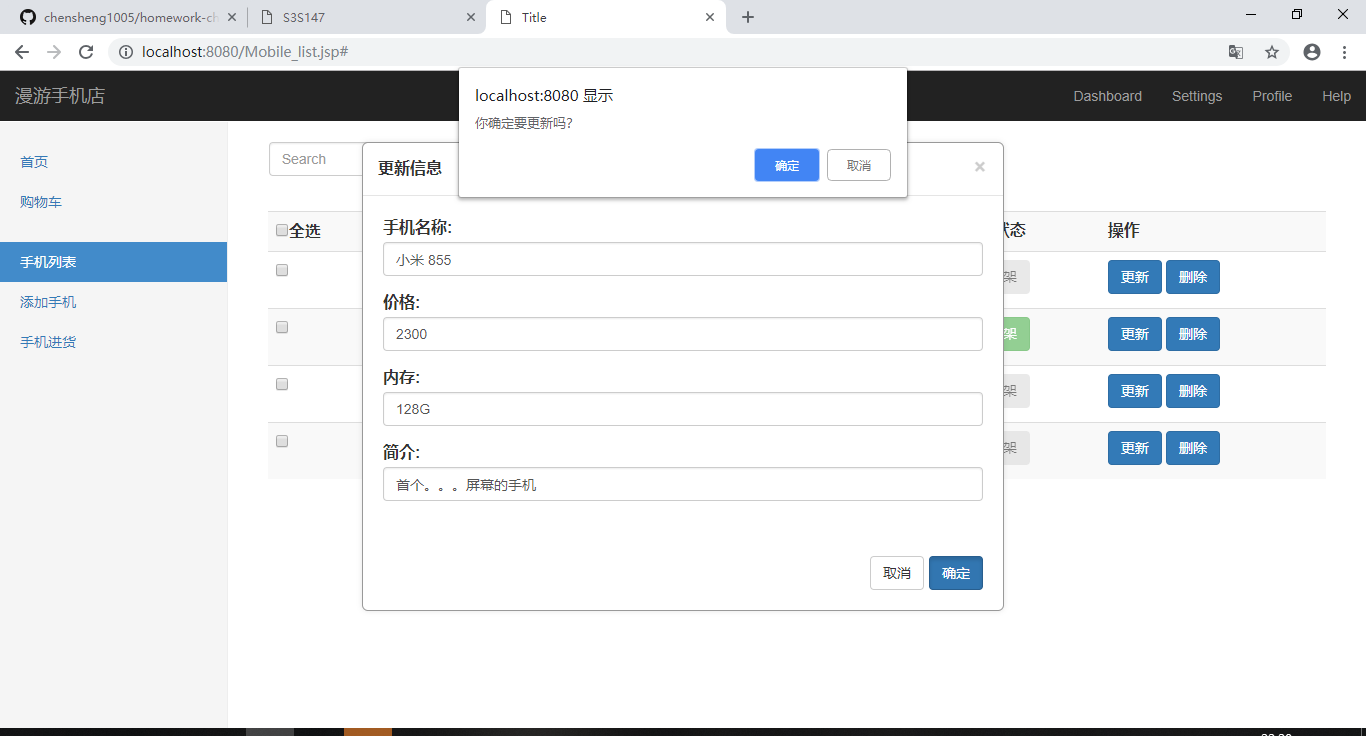 chensheng1005/homework-ch
S3S147
Title
localhost:8080/Mobile_list.jsp#
漫游手机店
Dashboard
Settings
Profile
Help
localhost:8080 显示
你确定要更新吗?
确定
取消
首页
购物车
手机列表
添加手机
手机进货
Search
更新信息
×
全选
状态
操作
手机名称:
小米 855
架
更新
删除
价格:
2300
架
更新
删除
内存:
128G
架
更新
删除
简介:
首个。。。屏幕的手机
架
更新
删除
取消
确定